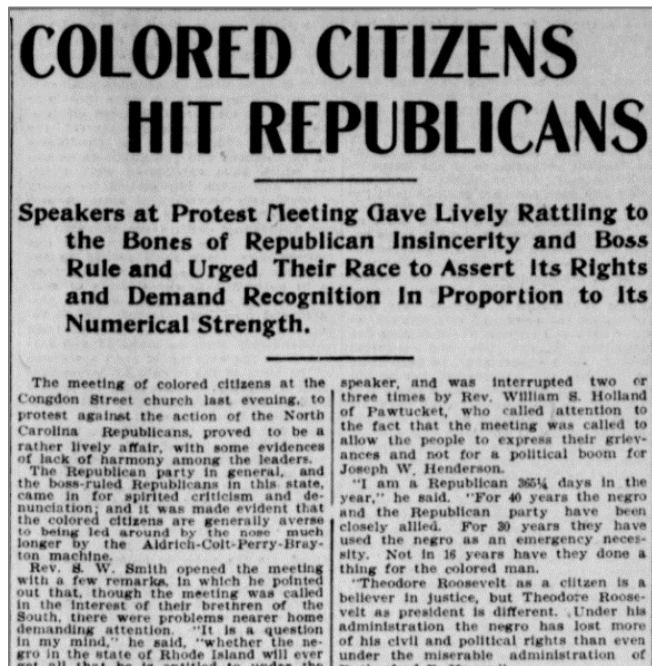 COLORED CITIZENS
HIT REPUBLICANS
Speakers at Protest Meeting Gave Lively Rattling to
the Bones of Republican Insincerity and Boss
Rule and Urged Their Race to Assert Its Rights
and Demand Recognition In Proportion to Its
Numerical Strength.
The meeting of colored citizens at the
Congdon Street church last evening, to
protest against the action of the North
Carolina Republicans, proved to be a
rather lively affair, with some evidences
of lack of harmony among the leaders.
The Republican party in general, and
the boss-ruled Republicans in this state,
came in for spirited criticism and de-
nunciation; and it was made evident that
the colored citizens are generally averse
to being led around by the nose much
longer by the Aldrich-Colt-Perry-Bray-
ton machine.
Rev. S. W. Smith opened the meeting
with a few remarks, in which he pointed
out that, though the meeting was called
in the interest of their brethren of the
South, there were problems nearer home
demanding attention. "It is a question
in my mind," he said, "whether the ne-
gro in the state of Rhode Island will ever
get all that he is entitled to under the
speaker, and was interrupted two or
three times by Rev. William S. Holland
of Pawtucket, who called attention to
the fact that the meeting was called to
allow the people to express their griev-
ances and not for a political boom for
Joseph W. Henderson.
"I am a Republican 365¼ days in the
year," he said. "For 40 years the negro
and the Republican party have been
closely allied. For 30 years they have
used the negro as an emergency neces-
sity. Not in 16 years have they done a
thing for the colored man.
"Theodore Roosevelt as a citizen is a
believer in justice, but Theodore Roose-
velt as president is different. Under his
administration the negro has lost more
of his civil and political rights than even
under the miserable administration of